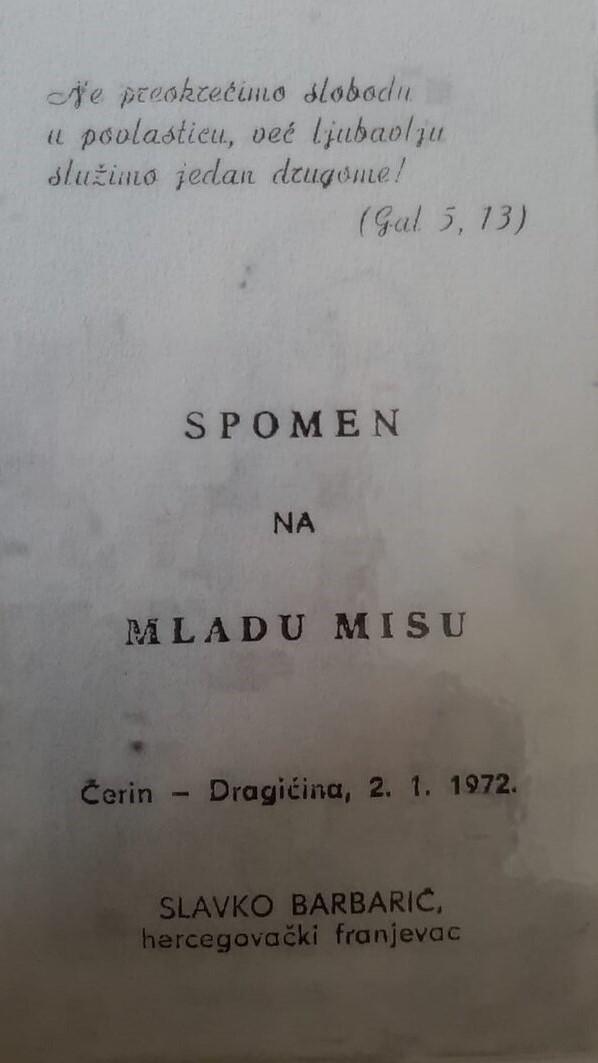 Ne preokrećimo slobodu
u povlasticu, već ljubavlju
služimo jedan drugome!
(Gal 5, 13)
SPOMEN
NA
MLADU MISU
Čerin – Dragićina, 2. 1. 1972.
SLAVKO BARBARIĆ,
hercegovački franjevac